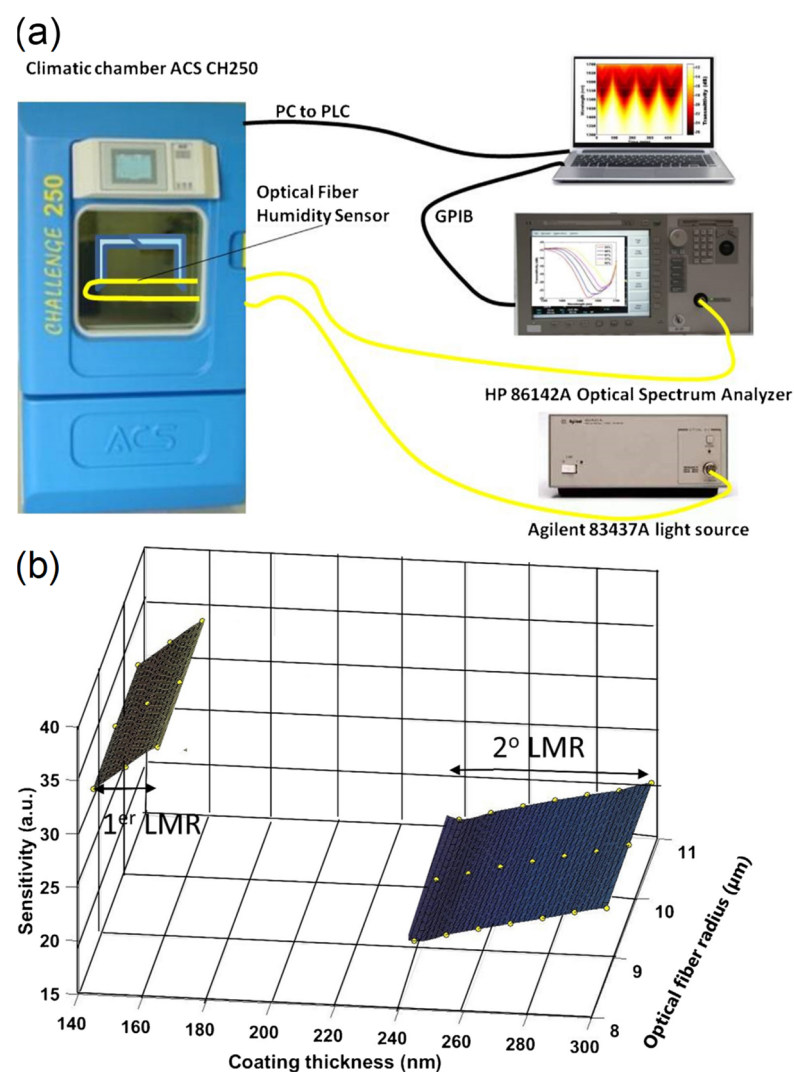 (a)
Climatic chamber ACS CH250
PC to PLC
Optical Fiber
Humidity Sensor
GPIB
CHALLENGE 250
ACS
HP 86142A Optical Spectrum Analyzer
Agilent
Agilent 83437A light source
(b)
2º LMR
1er LMR
Sensitivity (a.u.)
40
35
30
25
20
15
140 160 180 200 220 240 260 280 300
Coating thickness (nm)
8
9
10
11
Optical fiber radius (μm)